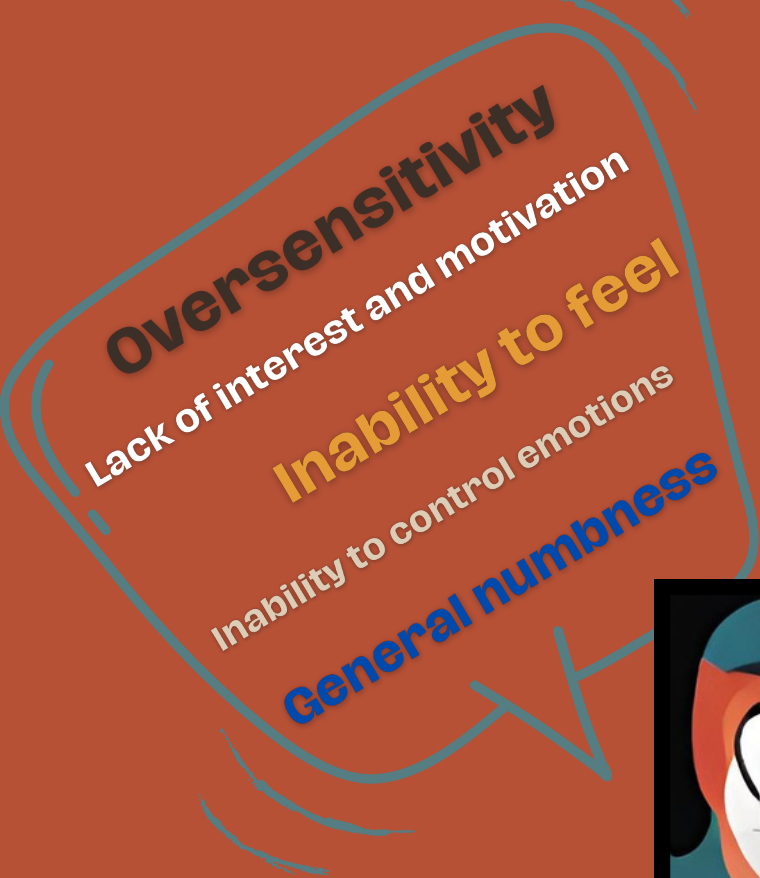 Oversensitivity
Lack of interest and motivation
Inability to feel
Inability to control emotions
General numbness